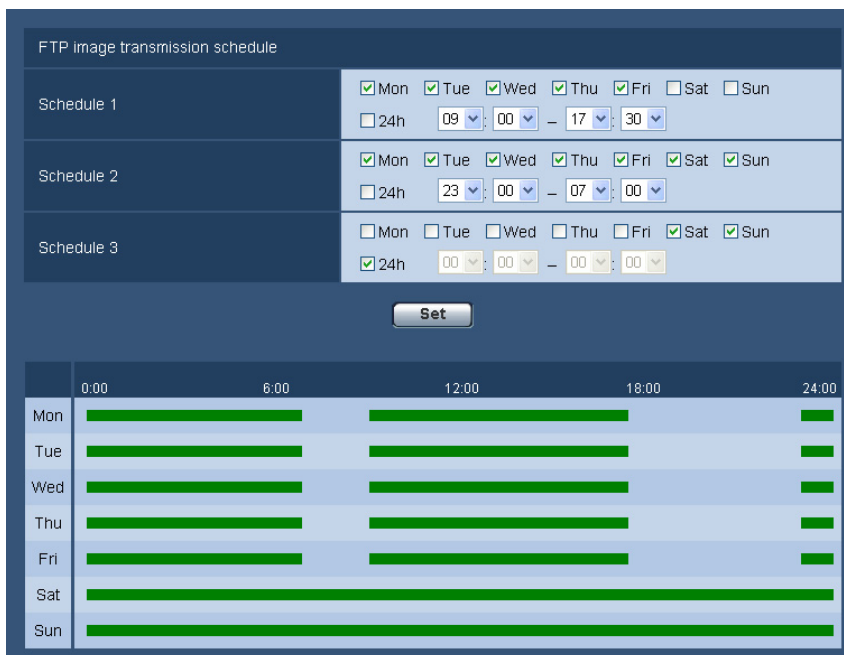 FTP image transmission schedule
Schedule 1
Mon Tue Wed Thu Fri Sat Sun
24h 09 : 00 – 17 : 30
Schedule 2
Mon Tue Wed Thu Fri Sat Sun
24h 23 : 00 – 07 : 00
Schedule 3
Mon Tue Wed Thu Fri Sat Sun
24h 00 : 00 – 00 : 00
Set
0:00 6:00 12:00 18:00 24:00
Mon
Tue
Wed
Thu
Fri
Sat
Sun